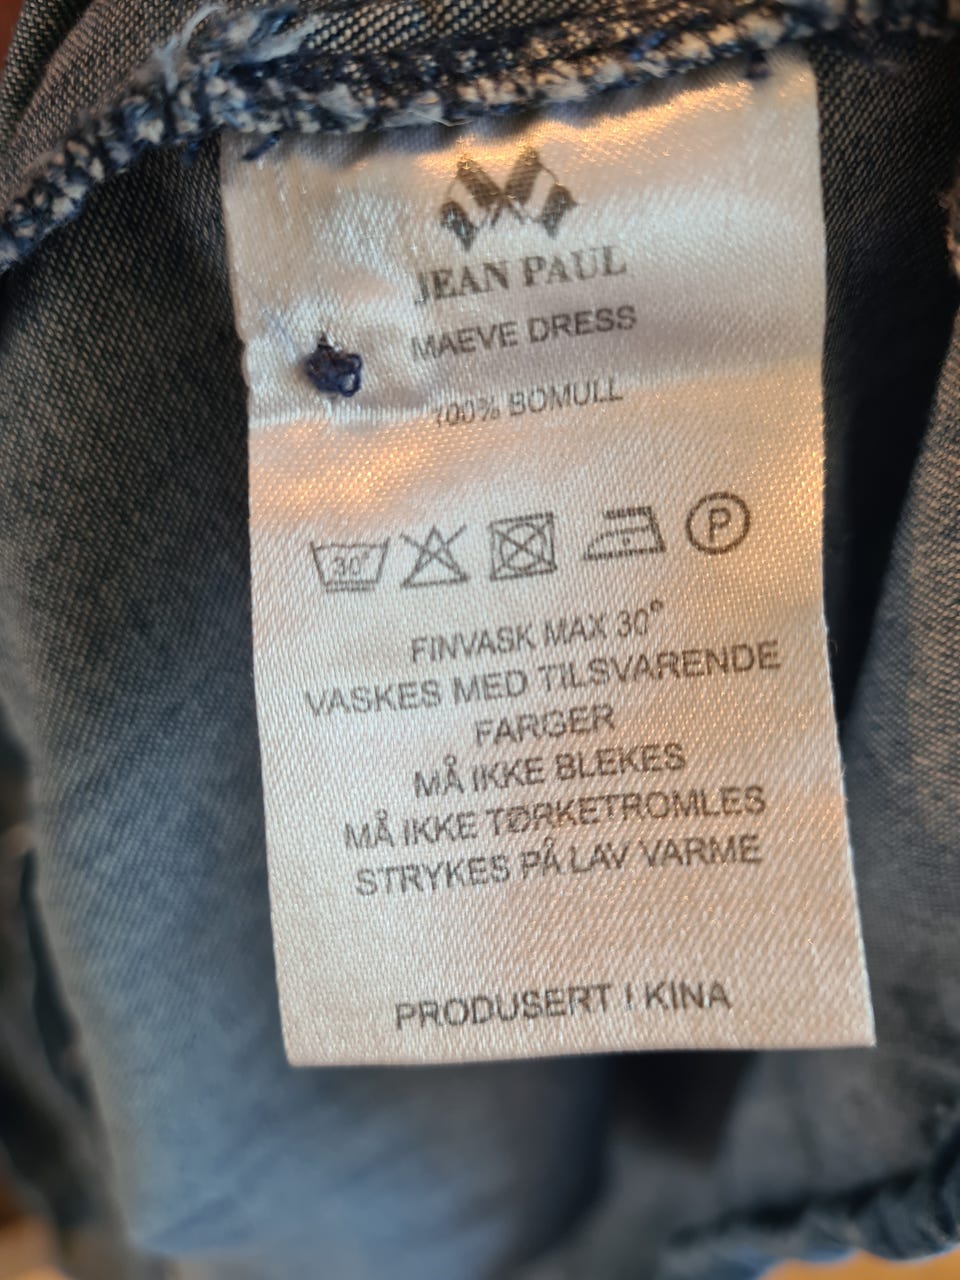 JEAN PAUL
MAEVE DRESS
100% BOMULL
30° P
FINVASK MAX 30°
VASKES MED TILSVARENDE
FARGER
MÅ IKKE BLEKES
MÅ IKKE TØRKETROMLES
STRYKES PÅ LAV VARME
PRODUSERT I KINA